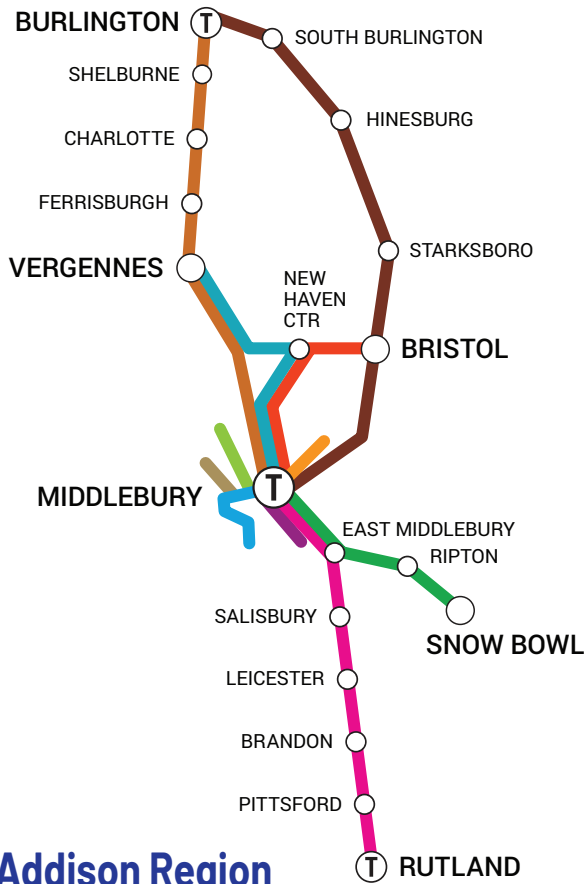 BURLINGTON
T
SOUTH BURLINGTON
SHELBURNE
HINESBURG
CHARLOTTE
FERRISBURGH
STARKSBORO
VERGENNES
NEW
HAVEN
CTR
BRISTOL
MIDDLEBURY
T
EAST MIDDLEBURY
RIPTON
SALISBURY
SNOW BOWL
LEICESTER
BRANDON
PITTSFORD
T
RUTLAND
Addison Region